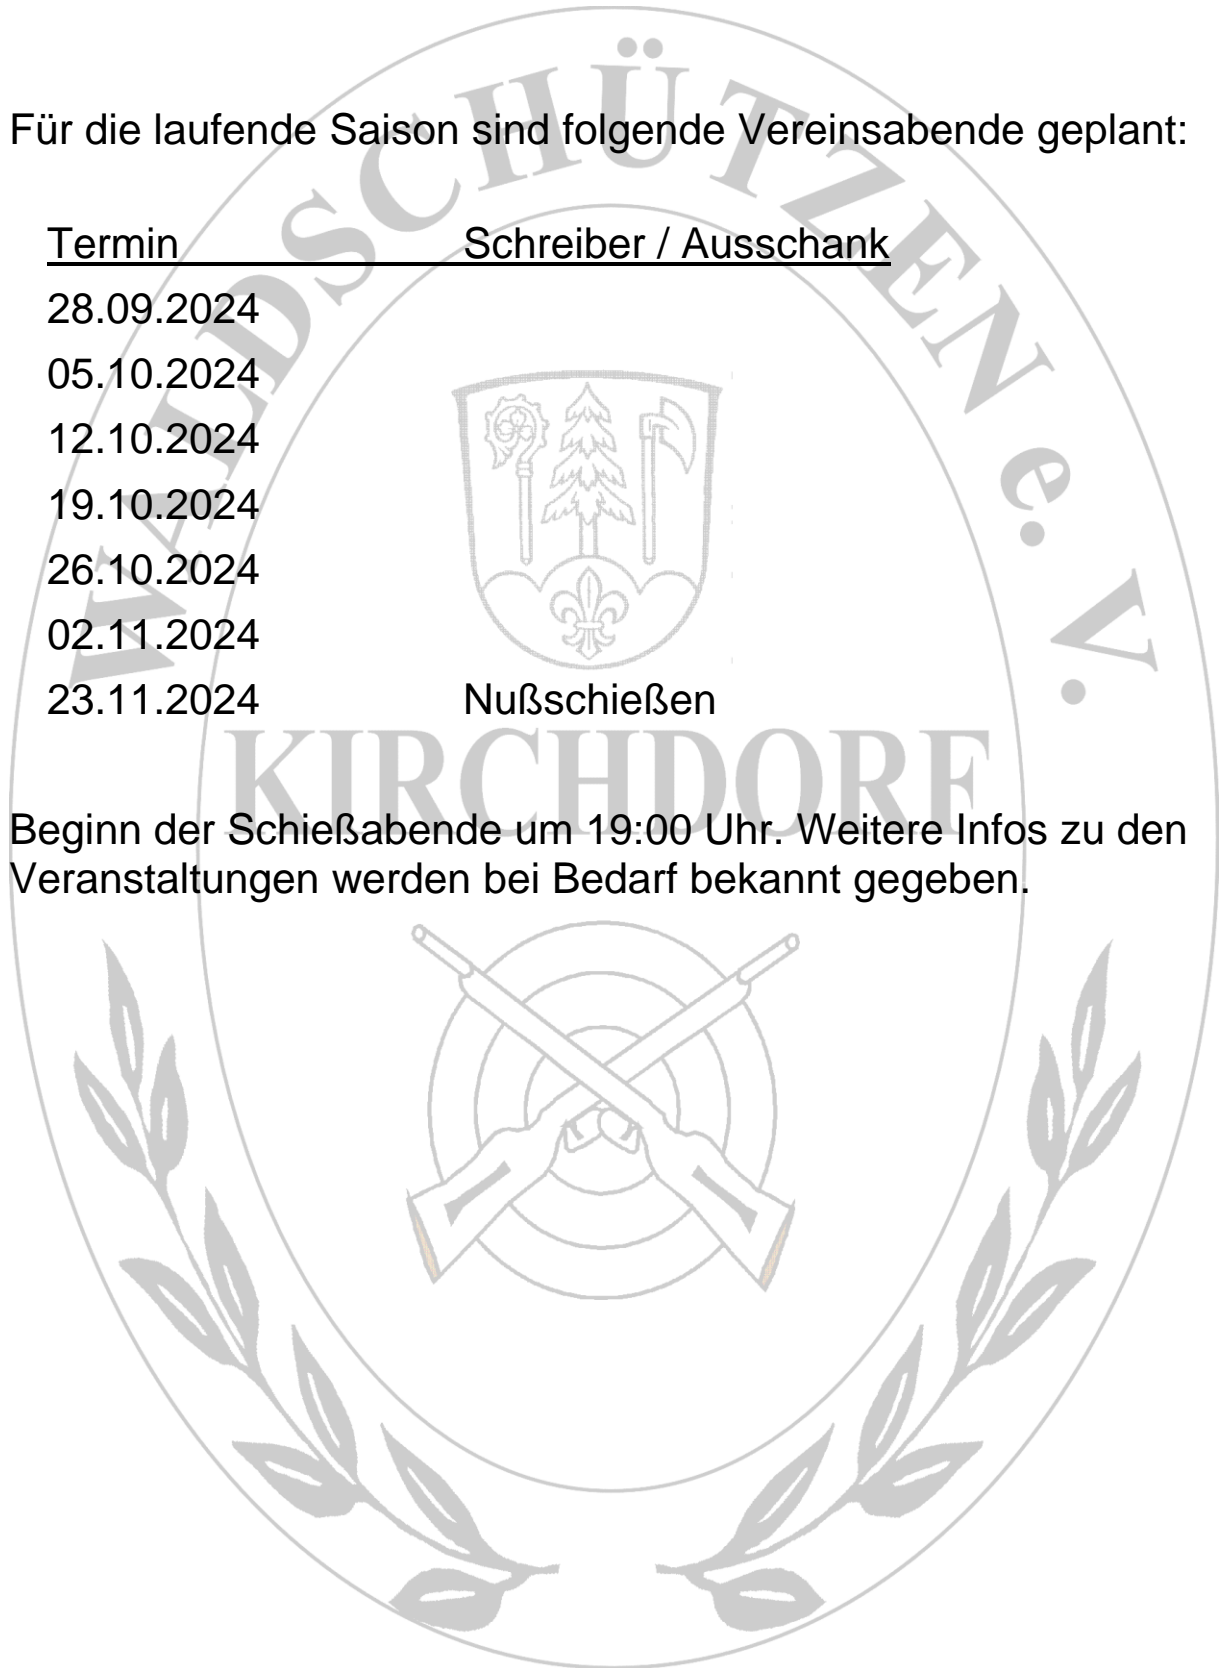 WALDSCHÜTZEN e. V.
Für die laufende Saison sind folgende Vereinsabende geplant:
Termin Schreiber / Ausschank
28.09.2024
05.10.2024
12.10.2024
19.10.2024
26.10.2024
02.11.2024
23.11.2024 Nußschießen
KIRCHDORF
Beginn der Schießabende um 19:00 Uhr. Weitere Infos zu den
Veranstaltungen werden bei Bedarf bekannt gegeben.